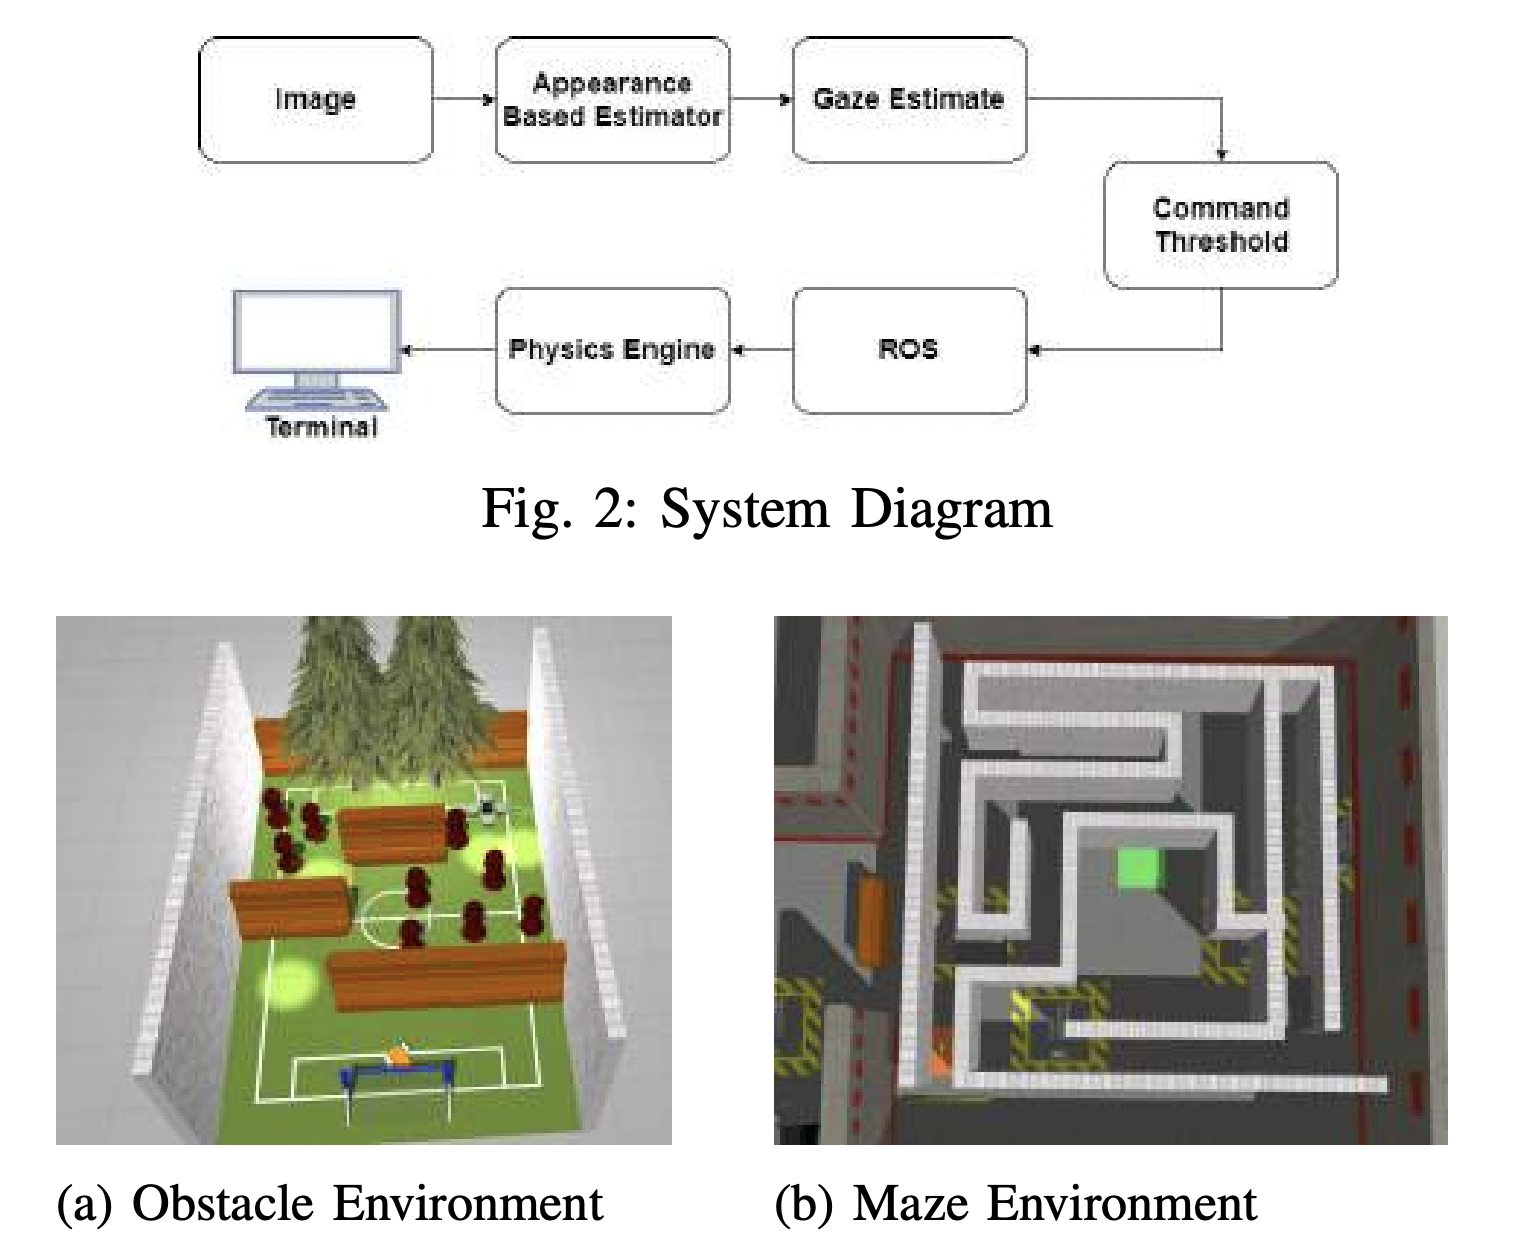 Image
Appearance
Based Estimator
Gaze Estimate
Command
Threshold
ROS
Physics Engine
Terminal
Fig. 2: System Diagram
(a) Obstacle Environment
(b) Maze Environment